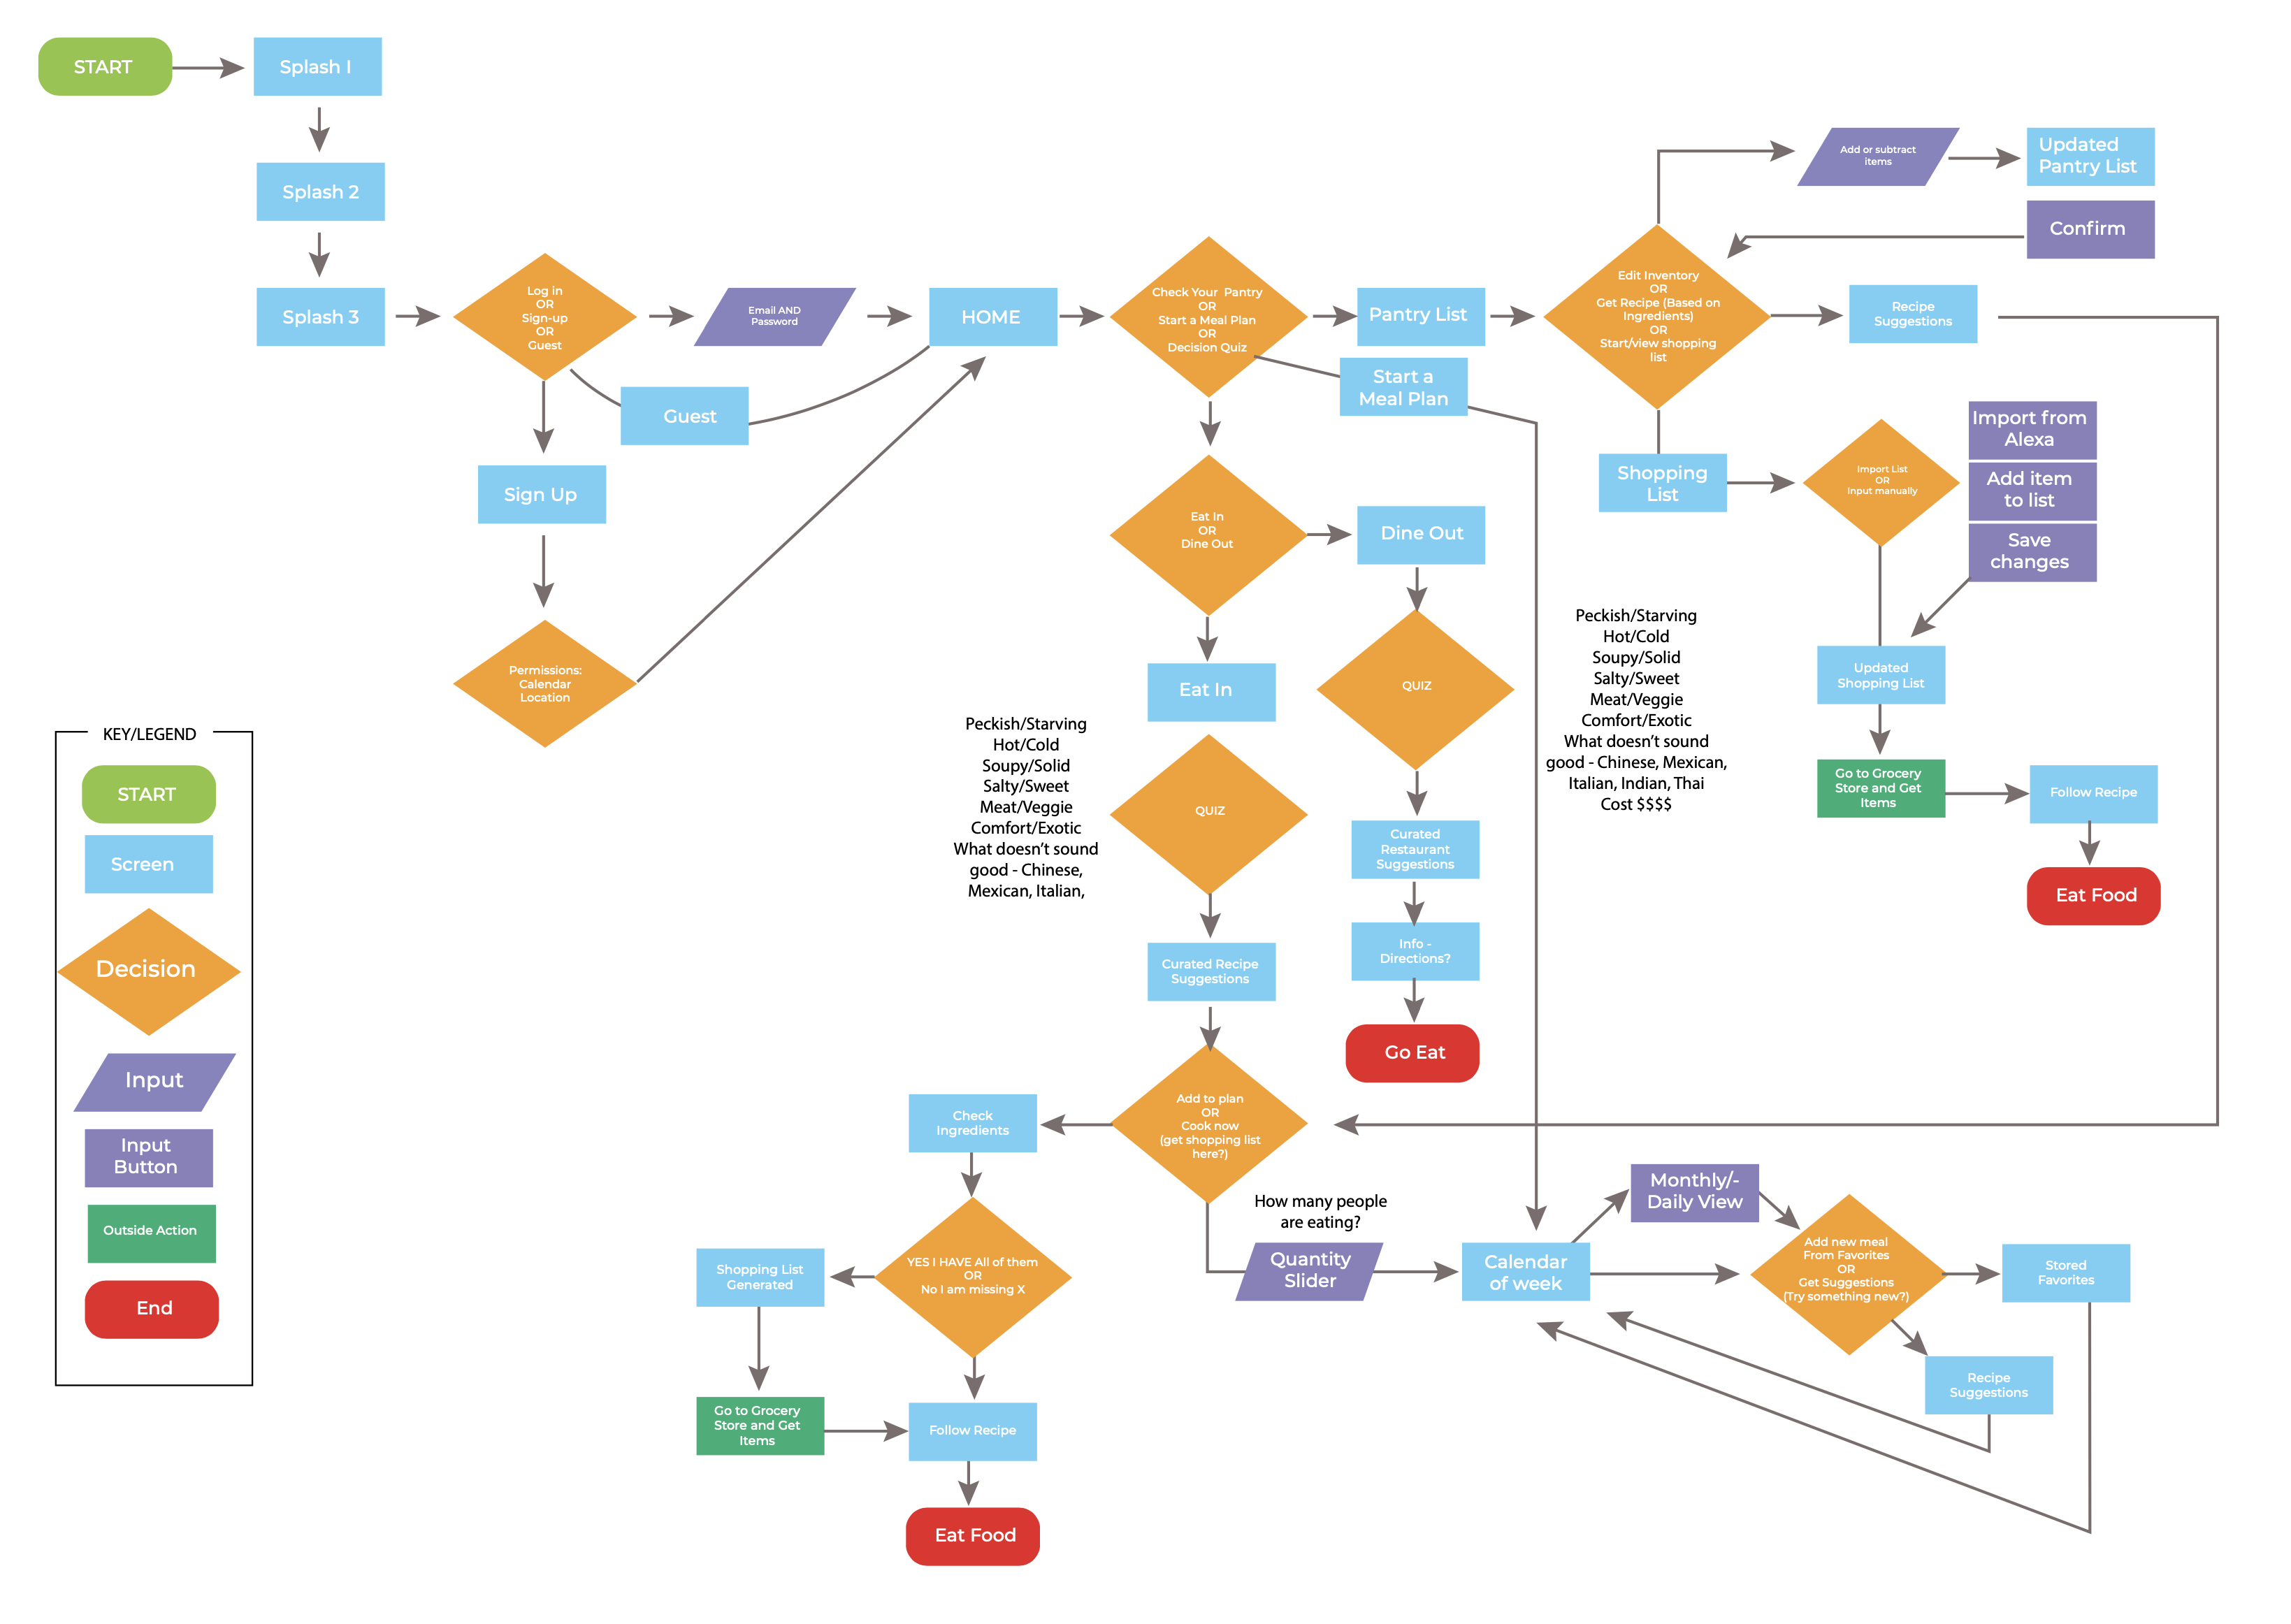 START
Splash I
Splash 2
Splash 3
Log in
OR
Sign-up
OR
Guest
Email AND
Password
HOME
Guest
Sign Up
Permissions:
Calendar
Location
Check Your Pantry
OR
Start a Meal Plan
OR
Decision Quiz
Pantry List
Start a
Meal Plan
Edit Inventory
OR
Get Recipe (Based on
Ingredients)
OR
Start/view shopping
list
Add or subtract
items
Updated
Pantry List
Confirm
Recipe
Suggestions
Shopping
List
Import List
OR
Input manually
Import from
Alexa
Add item
to list
Save
changes
Updated
Shopping List
Go to Grocery
Store and Get
Items
Follow Recipe
Eat Food
Eat In
OR
Dine Out
Dine Out
QUIZ
Peckish/Starving
Hot/Cold
Soupy/Solid
Salty/Sweet
Meat/Veggie
Comfort/Exotic
What doesn't sound
good - Chinese, Mexican,
Italian, Indian, Thai
Cost $$$$
Curated
Restaurant
Suggestions
Info -
Directions?
Go Eat
Eat In
Peckish/Starving
Hot/Cold
Soupy/Solid
Salty/Sweet
Meat/Veggie
Comfort/Exotic
What doesn't sound
good - Chinese,
Mexican, Italian,
QUIZ
Curated Recipe
Suggestions
Add to plan
OR
Cook now
(get shopping list
here?)
Check
Ingredients
YES I HAVE All of them
OR
No I am missing X
Shopping List
Generated
Go to Grocery
Store and Get
Items
Follow Recipe
Eat Food
How many people
are eating?
Quantity
Slider
Calendar
of week
Monthly/-
Daily View
Add new meal
From Favorites
OR
Get Suggestions
(Try something new?)
Stored
Favorites
Recipe
Suggestions
KEY/LEGEND
START
Screen
Decision
Input
Input
Button
Outside Action
End